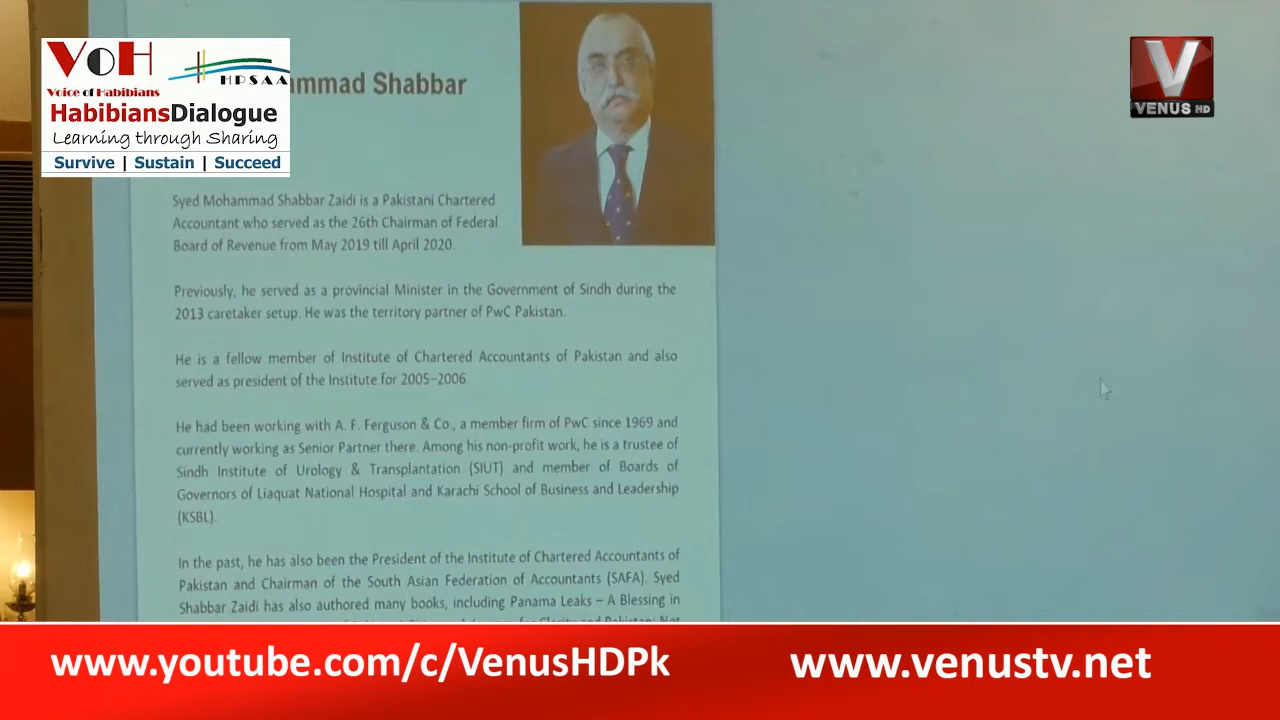 VoH
Voice of Habibians
HPSAA
HabibiansDialogue
Learning through Sharing
Survive | Sustain | Succeed
ammad Shabbar
VENUS HD
Syed Mohammad Shabbar Zaidi is a Pakistani Chartered
Accountant who served as the 26th Chairman of Federal
Board of Revenue from May 2019 till April 2020.
Previously, he served as a provincial Minister in the Government of Sindh during the
2013 caretaker setup. He was the territory partner of PwC Pakistan.
He is a fellow member of Institute of Chartered Accountants of Pakistan and also
served as president of the Institute for 2005–2006.
He had been working with A. F. Ferguson & Co., a member firm of PwC since 1969 and
currently working as Senior Partner there. Among his non-profit work, he is a trustee of
Sindh Institute of Urology & Transplantation (SIUT) and member of Boards of
Governors of Liaquat National Hospital and Karachi School of Business and Leadership
(KSBL).
In the past, he has also been the President of the Institute of Chartered Accountants of
Pakistan and Chairman of the South Asian Federation of Accountants (SAFA). Syed
Shabbar Zaidi has also authored many books, including Panama Leaks – A Blessing in
www.youtube.com/c/VenusHDPk
www.venustv.net